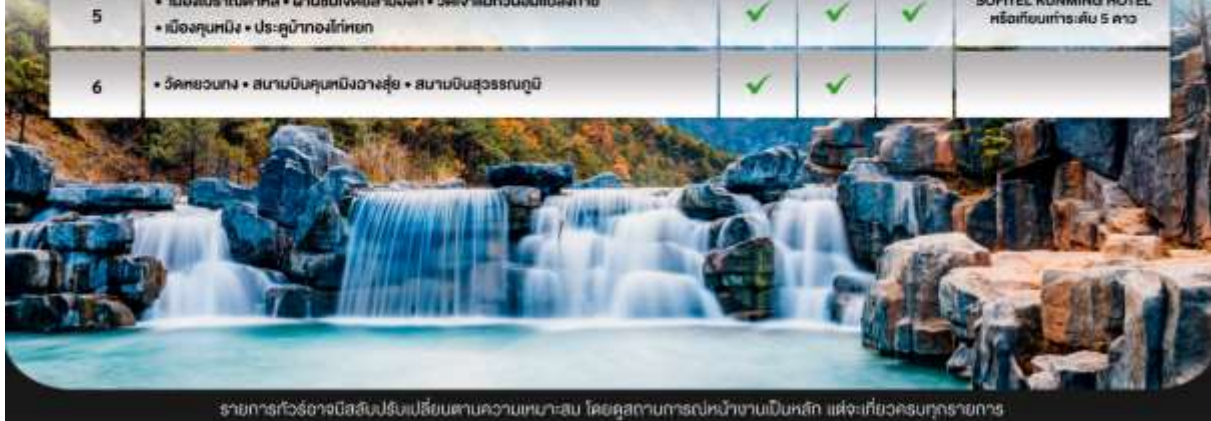 5
• เมืองโบราณต้าหลี่ • ผ่านชมเจดีย์สามองค์ • วัดเจ้าแม่กวนอิมแปลงกาย
• เมืองคุนหมิง • ประตูม้าทองไก่หยก
SOFITEL KUNMING HOTEL
หรือเทียบเท่าระดับ 5 ดาว
6
• วัดหยวนทง • สนามบินคุนหมิงฉางสุ่ย • สนามบินสุวรรณภูมิ
รายการทัวร์อาจมีสลับปรับเปลี่ยนตามความเหมาะสม โดยดูสถานการณ์หน้างานเป็นหลัก แต่จะเที่ยวครบทุกรายการ